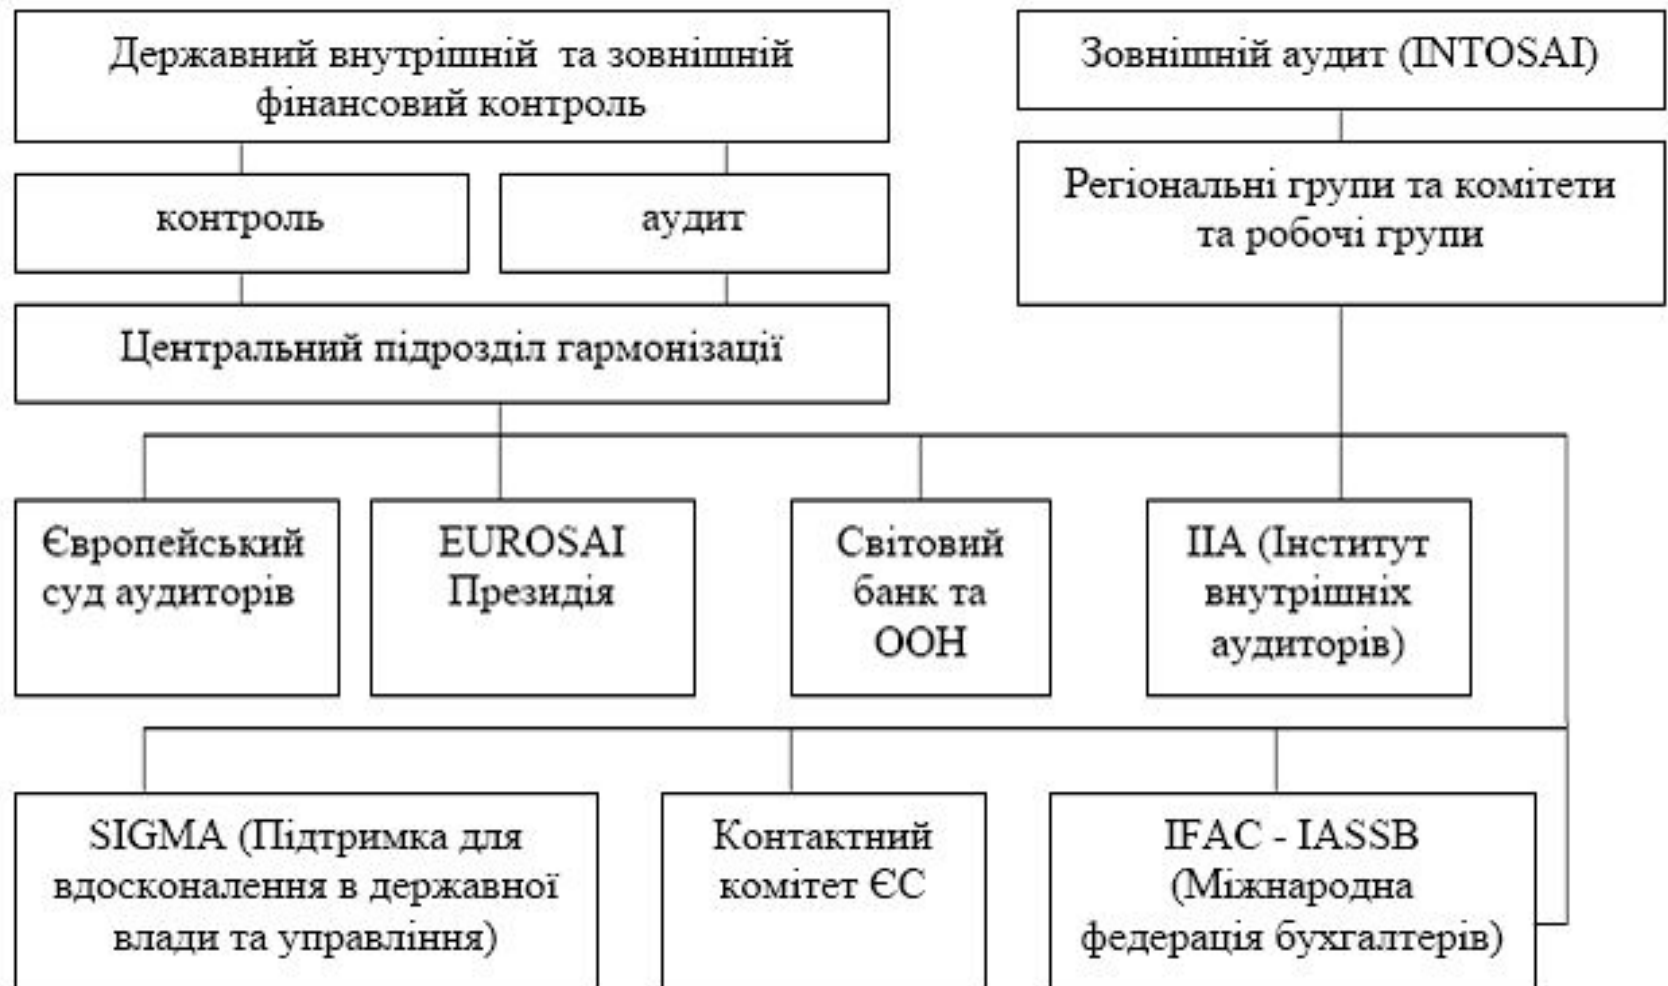 Державний внутрішній та зовнішній
фінансовий контроль
Зовнішній аудит (INTOSAI)
контроль
аудит
Регіональні групи та комітети
та робочі групи
Центральний підрозділ гармонізації
Європейський
суд аудиторів
EUROSAI
Президія
Світовий
банк та
ООН
ІІА (Інститут
внутрішніх
аудиторів)
SIGMA (Підтримка для
вдосконалення в державної
влади та управління)
Контактний
комітет ЄС
IFAC - IASSB
(Міжнародна
федерація бухгалтерів)